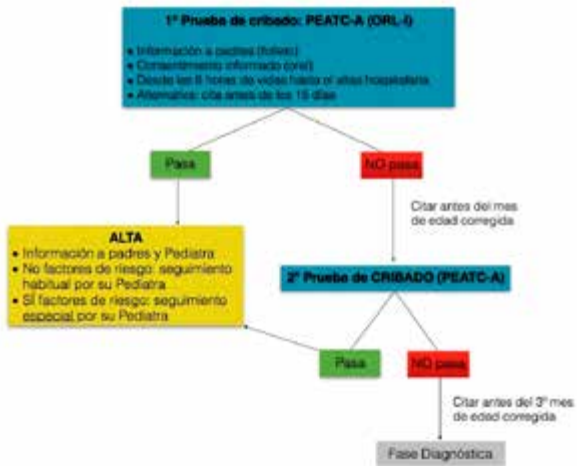 1º Prueba de cribado: PEATC-A (ORL-I)
• Información a padres (folleto)
• Consentimiento informado (oral)
• Desde las 8 horas de vida hasta el alta hospitalaria
• Alternativa: cita antes de los 15 días
Pasa
NO pasa
Citar antes del mes
de edad corregida
ALTA
• Información a padres y Pediatra
• No factores de riesgo: seguimiento
habitual por su Pediatra
• SÍ factores de riesgo: seguimiento
especial por su Pediatra
2º Prueba de CRIBADO (PEATC-A)
Pasa
NO pasa
Citar antes del 3º mes
de edad corregida
Fase Diagnóstica